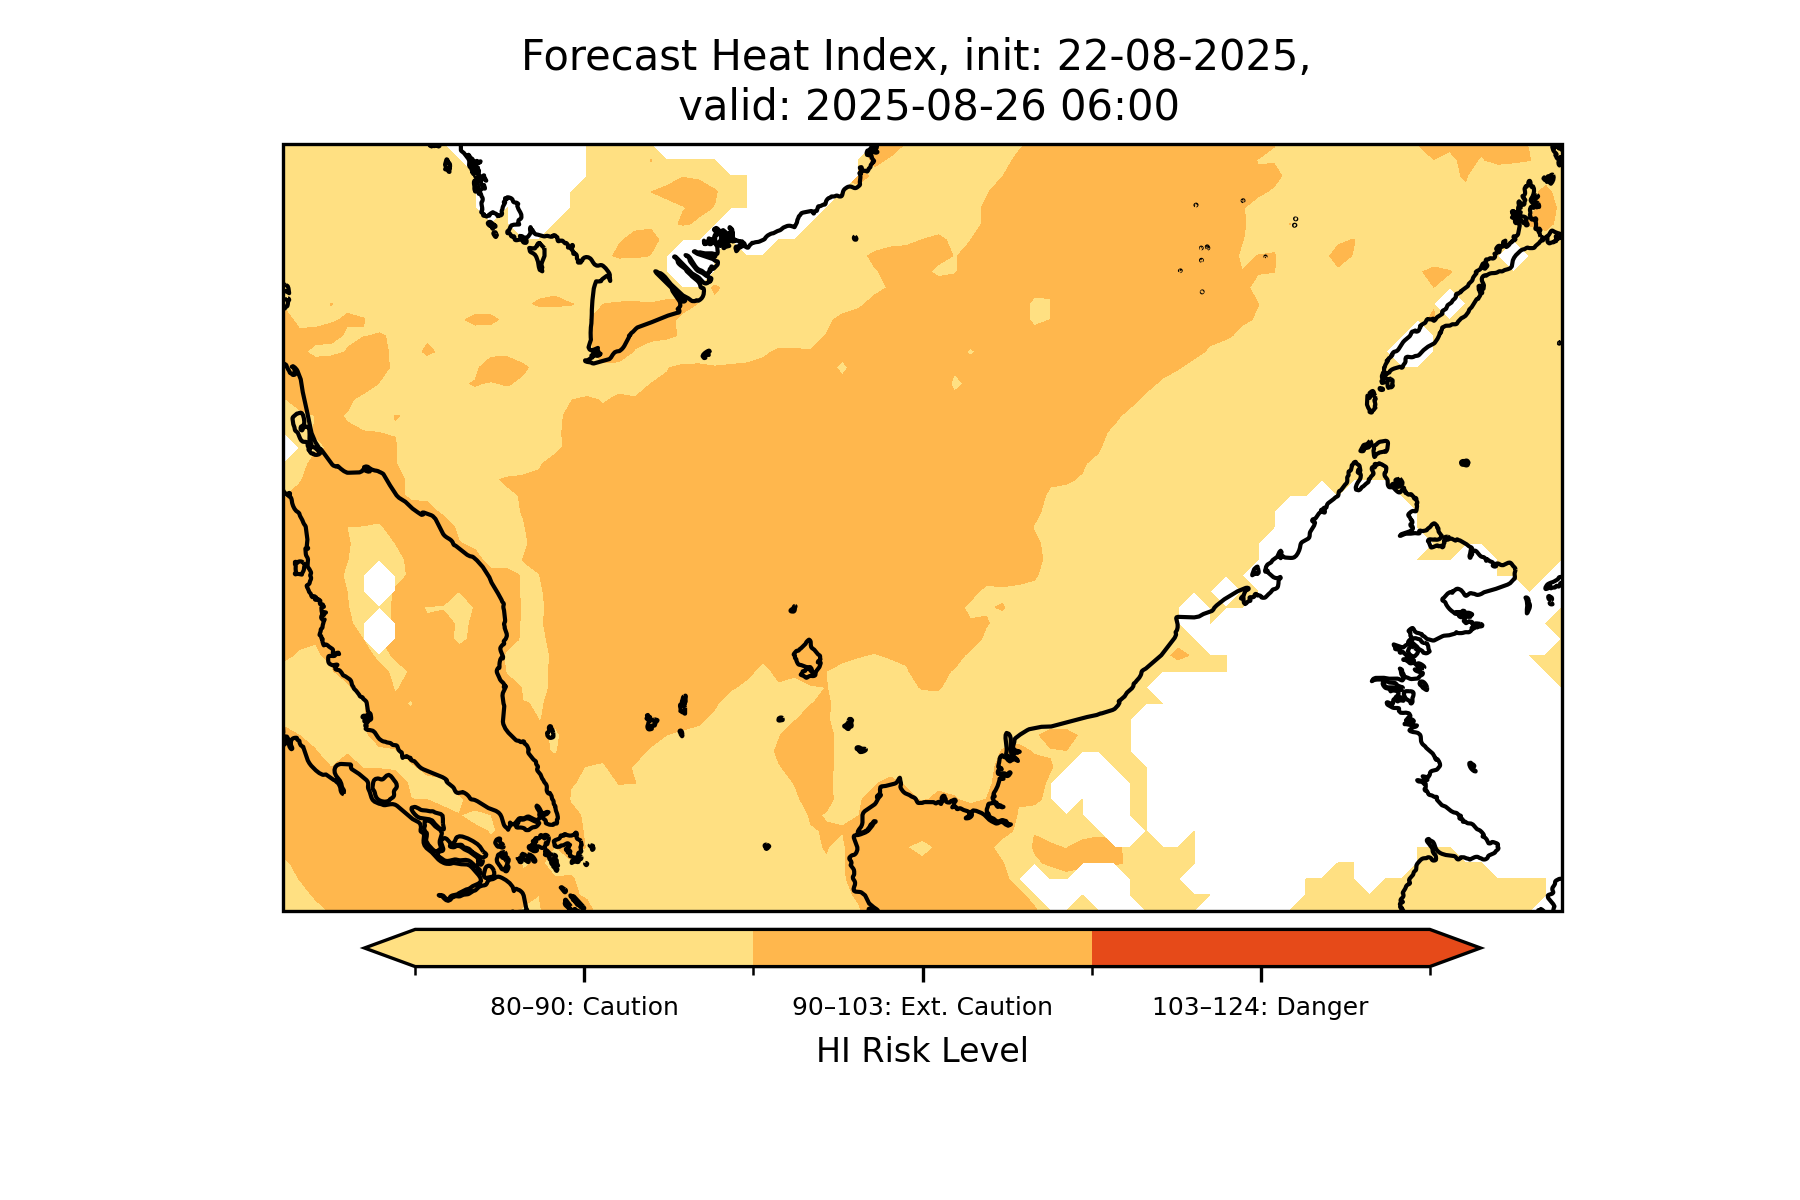 Forecast Heat Index, init: 22-08-2025,
valid: 2025-08-26 06:00
80–90: Caution
90–103: Ext. Caution
103–124: Danger
HI Risk Level